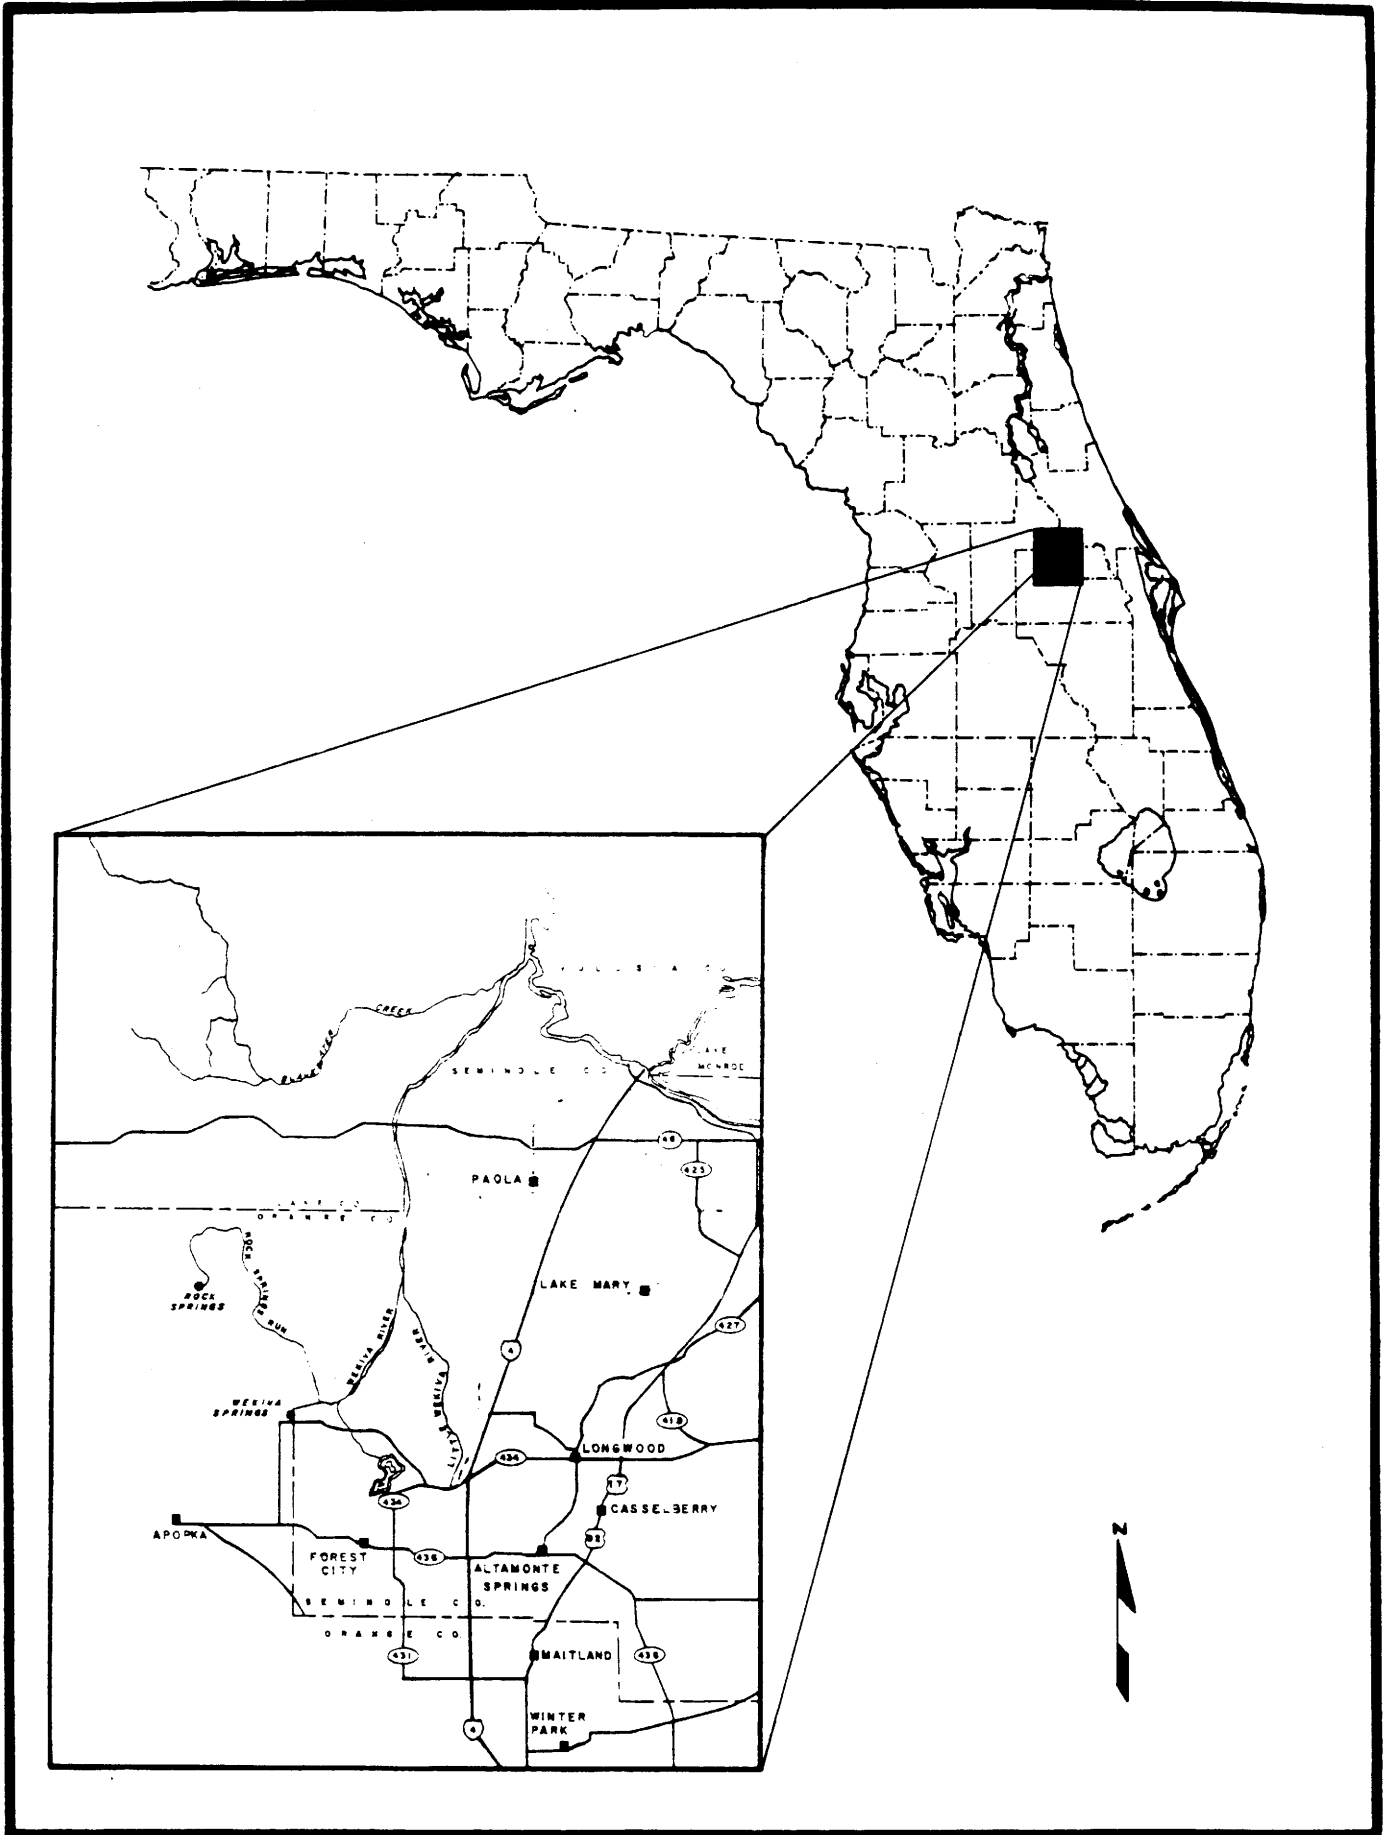 VOLUSIA CO.
CREEK
BLACKWATER
LAKE
MONROE
SEMINOLE CO.
46
425
PAOLA
LAKE CO.
ORANGE CO.
ROCK SPRINGS RUN
ROCK
SPRINGS
LAKE MARY
WEKIVA RIVER
LITTLE WEKIVA RIVER
427
4
WEKIVA
SPRINGS
419
LONGWOOD
434
17
434
CASSELBERRY
APOPKA
92
FOREST
CITY
436
ALTAMONTE
SPRINGS
SEMINOLE CO.
ORANGE CO.
431
MAITLAND
436
WINTER
PARK
4
N